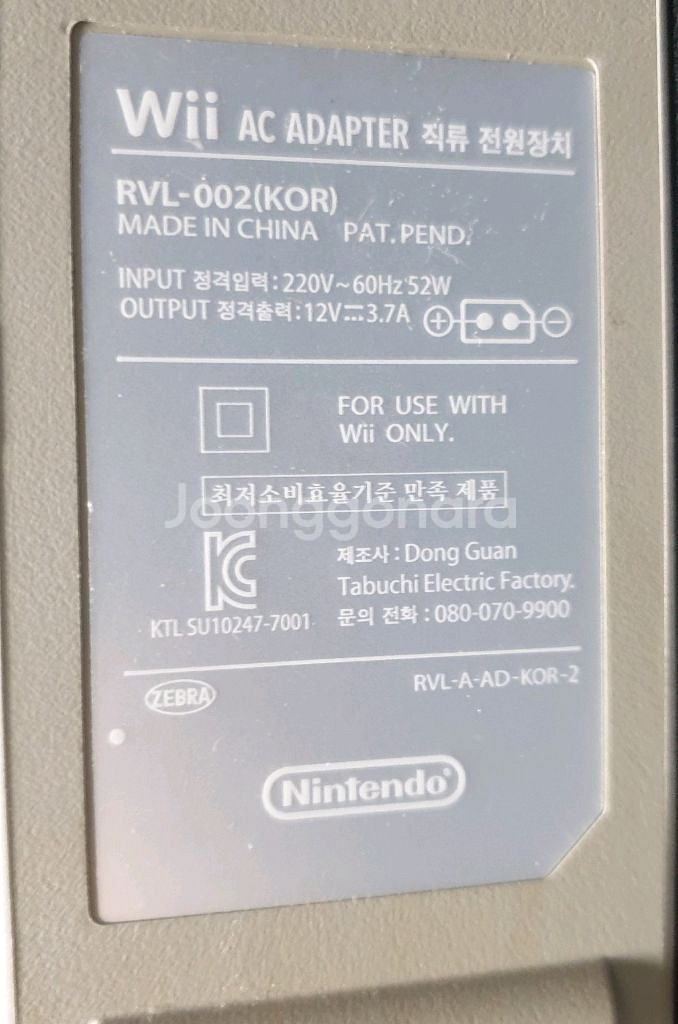 Wii AC ADAPTER 직류 전원장치
RVL-002(KOR)
MADE IN CHINA PAT. PEND.
INPUT 정격입력:220V~60Hz 52W
OUTPUT 정격출력:12V⎓3.7A
FOR USE WITH
Wii ONLY.
최저소비효율기준 만족 제품
Joonggonara
제조사:Dong Guan
Tabuchi Electric Factory.
KTL SU10247-7001
문의 전화:080-070-9900
RVL-A-AD-KOR-2
ZEBRA
Nintendo®